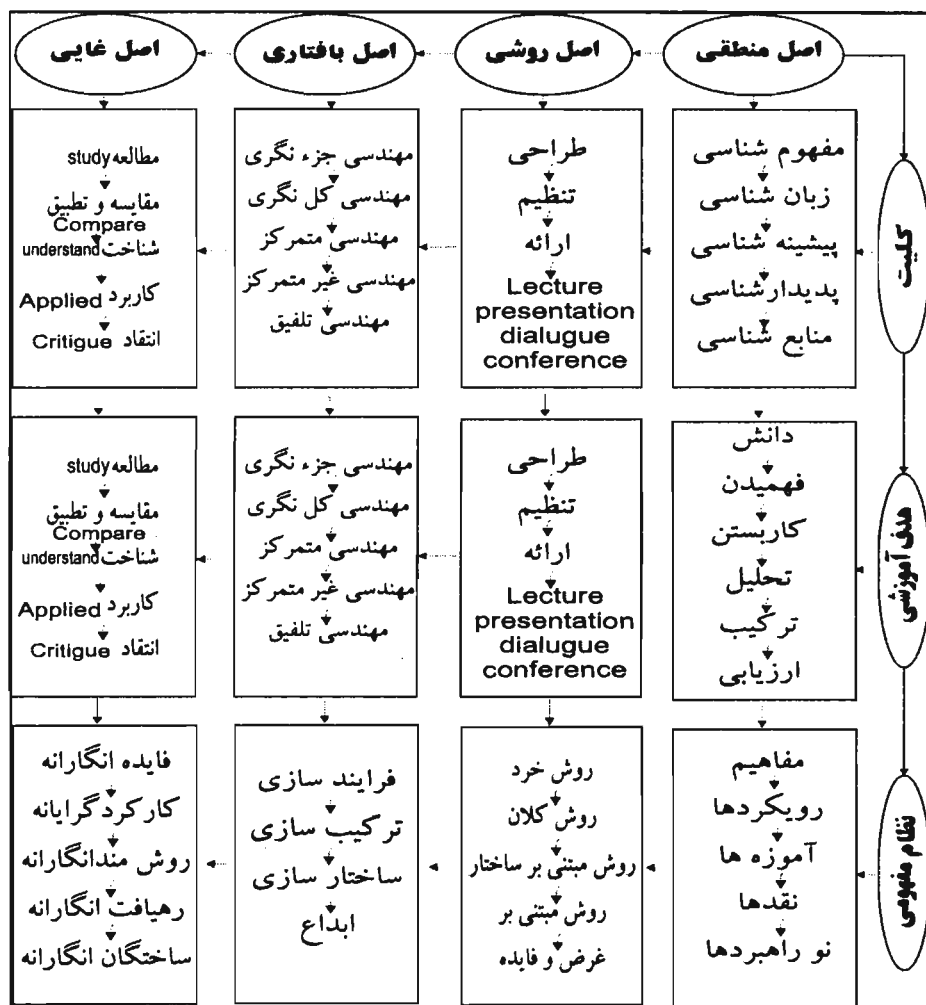 اصل منطقی
اصل روشی
اصل بافتاری
اصل غایی
کلیت
مفهوم شناسی
زبان شناسی
پیشینه شناسی
پدیدارشناسی
منابع شناسی
طراحی
تنظیم
ارائه
Lecture
presentation
dialogue
conference
مهندسی جزء نگری
مهندسی کل نگری
مهندسی متمرکز
مهندسی غیر متمرکز
مهندسی تلفیق
مطالعه study
مقایسه و تطبیق
Compare
شناخت understand
کاربرد Applied
انتقاد Critigue
هدف آموزشی
دانش
فهمیدن
کاربستن
تحلیل
ترکیب
ارزیابی
طراحی
تنظیم
ارائه
Lecture
presentation
dialogue
conference
مهندسی جزء نگری
مهندسی کل نگری
مهندسی متمرکز
مهندسی غیر متمرکز
مهندسی تلفیق
مطالعه study
مقایسه و تطبیق
Compare
شناخت understand
کاربرد Applied
انتقاد Critigue
نظام مفهومی
مفاهیم
رویکردها
آموزه ها
نقدها
نو راهبردها
روش خرد
روش کلان
روش مبتنی بر ساختار
روش مبتنی بر
غرض و فایده
فرایند سازی
ترکیب سازی
ساختار سازی
ابداع
فایده انگارانه
کارکردگرایانه
روش مندانگارانه
رهیافت انگارانه
ساختگان انگارانه